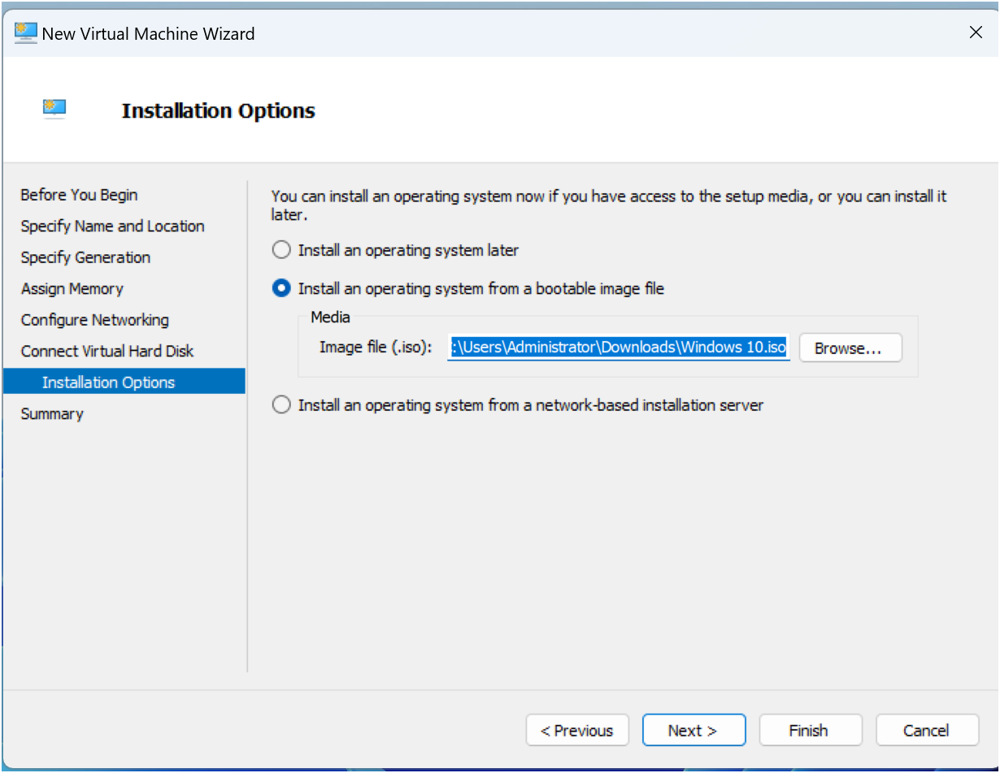 New Virtual Machine Wizard
Installation Options
Before You Begin
Specify Name and Location
Specify Generation
Assign Memory
Configure Networking
Connect Virtual Hard Disk
Installation Options
Summary
You can install an operating system now if you have access to the setup media, or you can install it
later.
Install an operating system later
Install an operating system from a bootable image file
Media
Image file (.iso): :\Users\Administrator\Downloads\Windows 10.iso Browse...
Install an operating system from a network-based installation server
< Previous Next > Finish Cancel